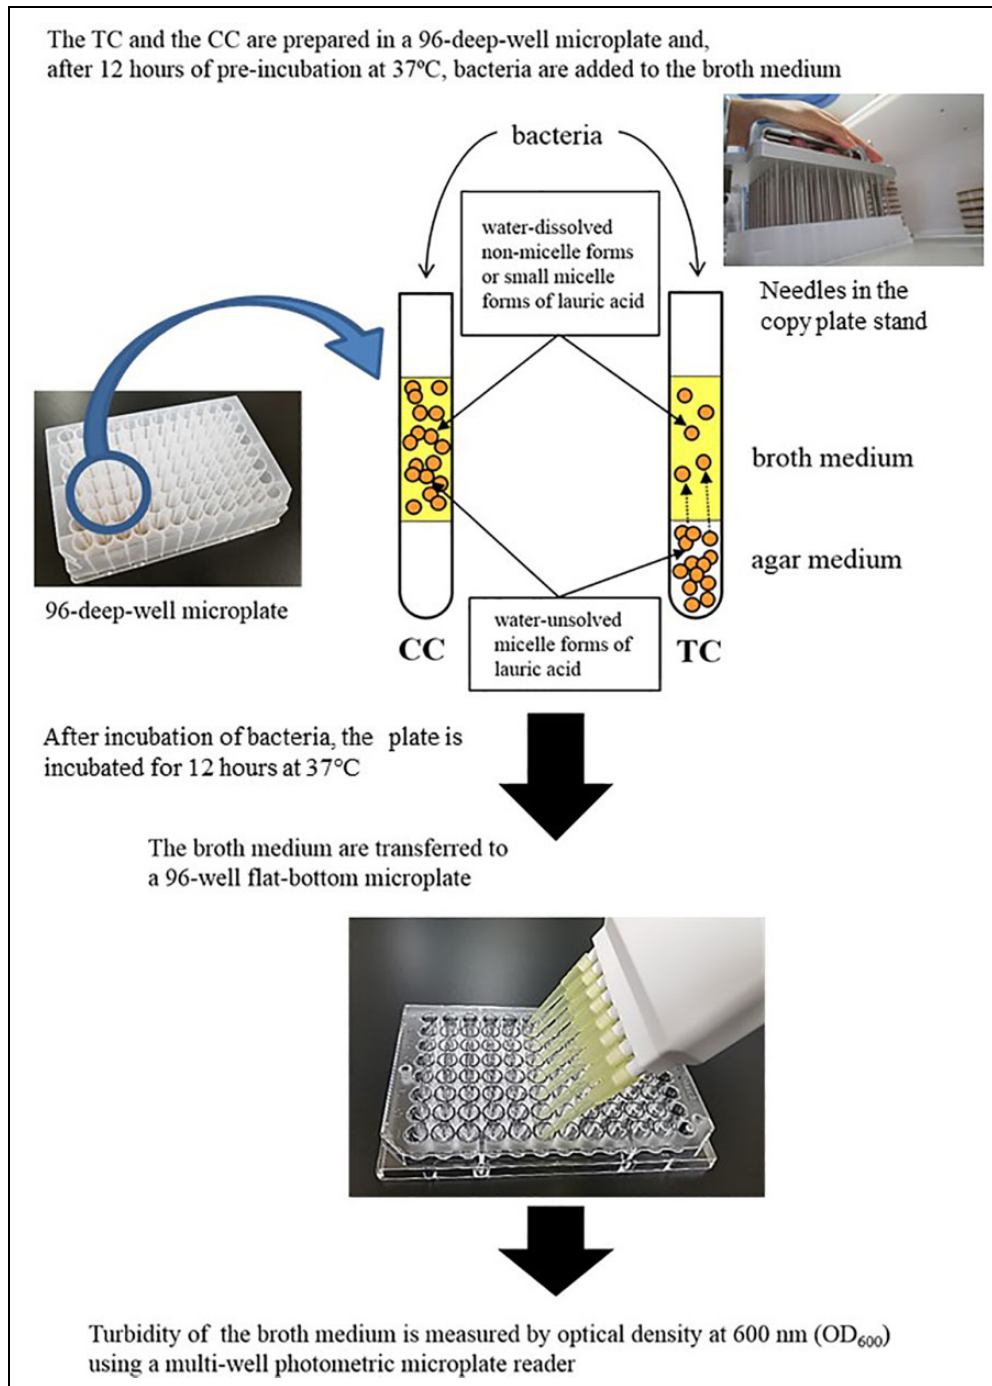 The TC and the CC are prepared in a 96-deep-well microplate and,
after 12 hours of pre-incubation at 37ºC, bacteria are added to the broth medium
bacteria
water-dissolved
non-micelle forms
or small micelle
forms of lauric acid
Needles in the
copy plate stand
broth medium
agar medium
96-deep-well microplate
CC
water-unsolved
micelle forms of
lauric acid
TC
After incubation of bacteria, the plate is
incubated for 12 hours at 37°C
The broth medium are transferred to
a 96-well flat-bottom microplate
Turbidity of the broth medium is measured by optical density at 600 nm (OD₆₀₀)
using a multi-well photometric microplate reader